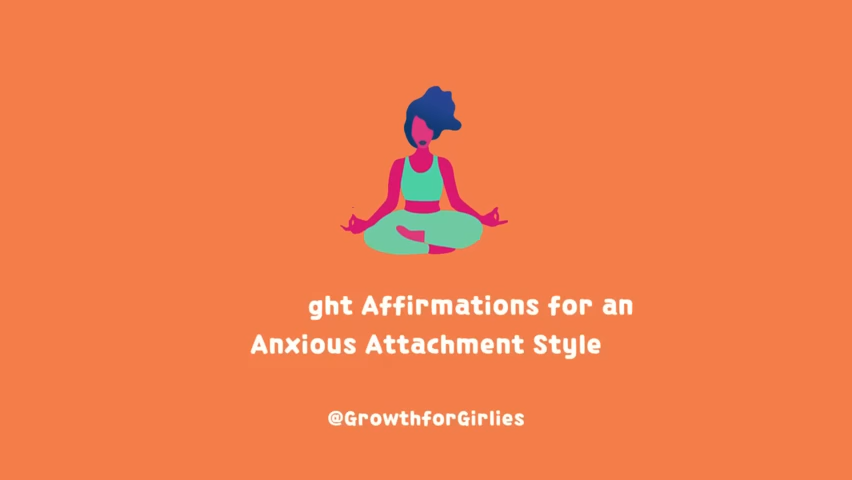 ght Affirmations for an
Anxious Attachment Style
@GrowthforGirlies